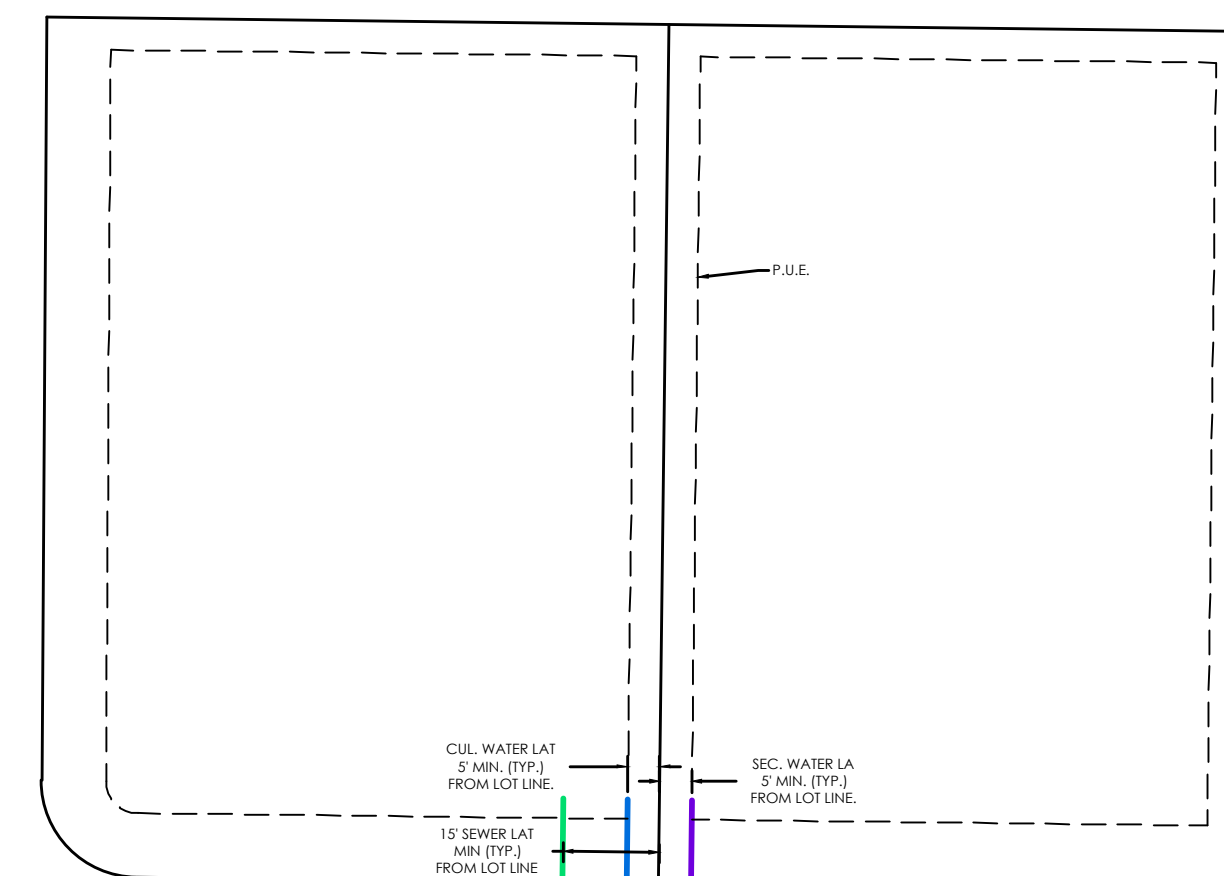 P.U.E.
CUL. WATER LAT
5' MIN. (TYP.)
FROM LOT LINE.
SEC. WATER LA
5' MIN. (TYP.)
FROM LOT LINE.
15' SEWER LAT
MIN (TYP.)
FROM LOT LINE